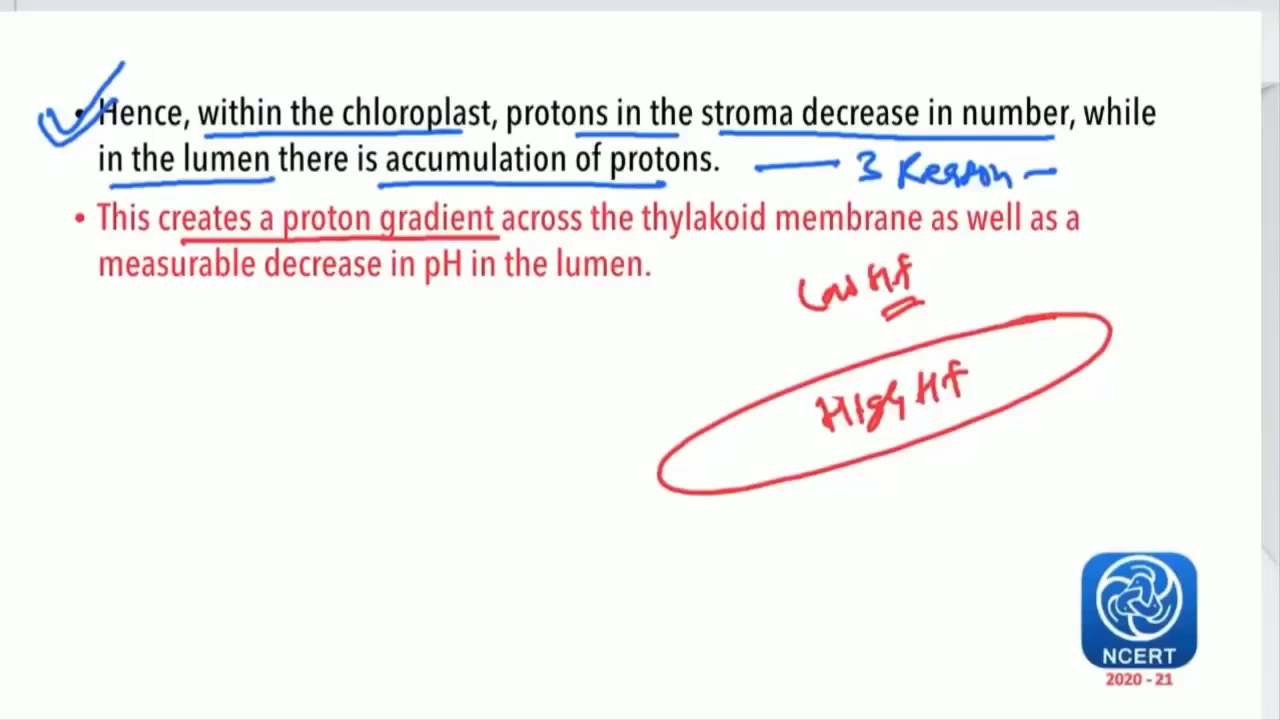 • Hence, within the chloroplast, protons in the stroma decrease in number, while
in the lumen there is accumulation of protons. — 3 Reason —
• This creates a proton gradient across the thylakoid membrane as well as a
measurable decrease in pH in the lumen.
Low H+
High H+
NCERT
2020 - 21